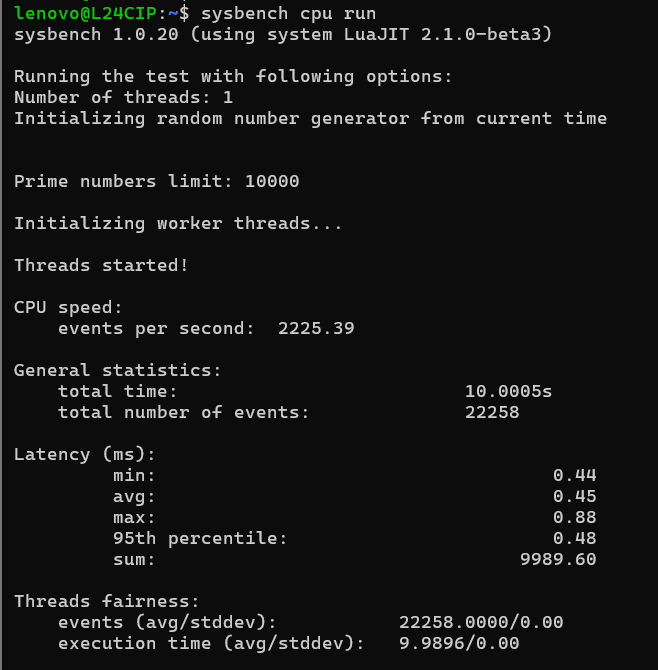 lenovo@L24CIP:~$ sysbench cpu run
sysbench 1.0.20 (using system LuaJIT 2.1.0-beta3)
Running the test with following options:
Number of threads: 1
Initializing random number generator from current time
Prime numbers limit: 10000
Initializing worker threads...
Threads started!
CPU speed:
events per second: 2225.39
General statistics:
total time: 10.0005s
total number of events: 22258
Latency (ms):
min: 0.44
avg: 0.45
max: 0.88
95th percentile: 0.48
sum: 9989.60
Threads fairness:
events (avg/stddev): 22258.0000/0.00
execution time (avg/stddev): 9.9896/0.00